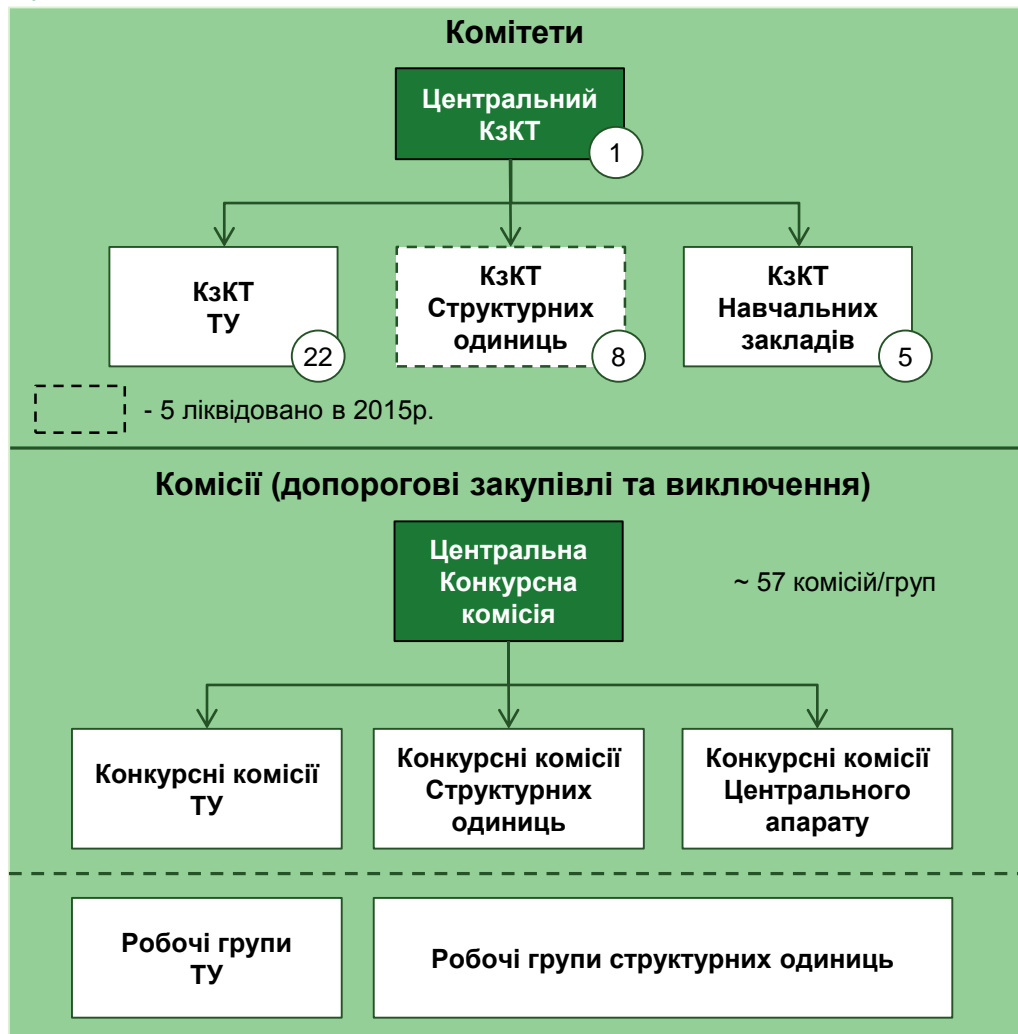 Комітети
Центральний
КзКТ
1
КзКТ
ТУ
22
КзКТ
Структурних
одиниць
8
КзКТ
Навчальних
закладів
5
- 5 ліквідовано в 2015р.
Комісії (допорогові закупівлі та виключення)
Центральна
Конкурсна
комісія
~ 57 комісій/груп
Конкурсні комісії
ТУ
Конкурсні комісії
Структурних
одиниць
Конкурсні комісії
Центрального
апарату
Робочі групи
ТУ
Робочі групи структурних одиниць